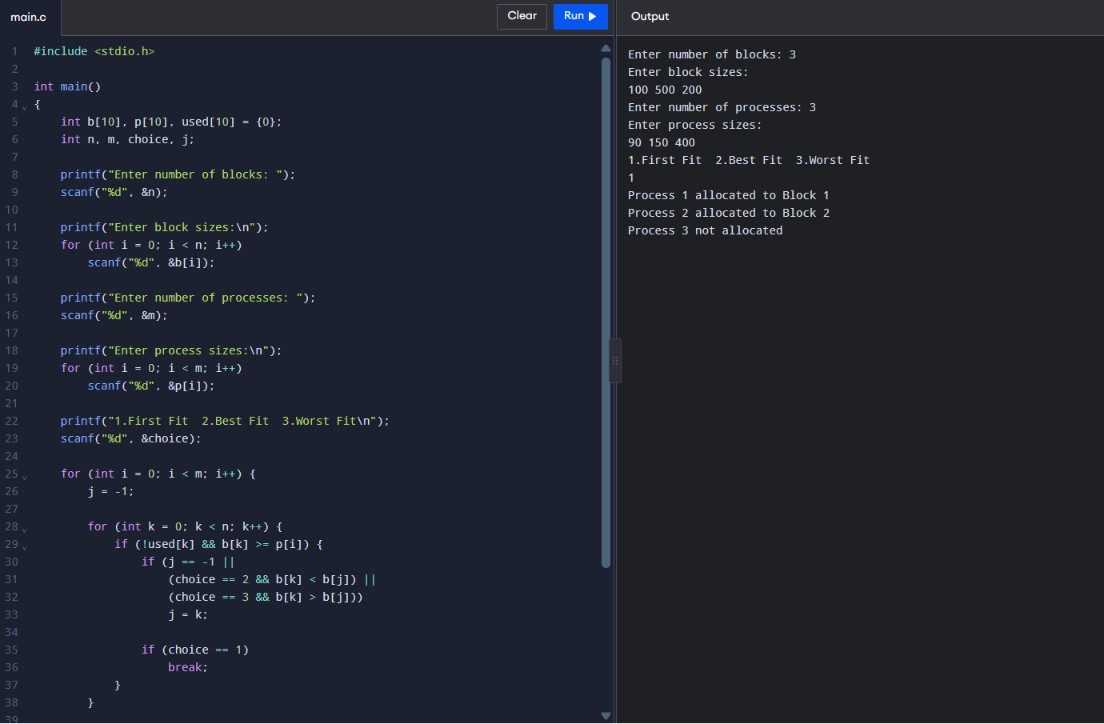 main.c
Clear
Run
Output
1 #include <stdio.h>
2
3 int main()
4 {
5     int b[10], p[10], used[10] = {0};
6     int n, m, choice, j;
7
8     printf("Enter number of blocks: ");
9     scanf("%d", &n);
10
11     printf("Enter block sizes:\n");
12     for (int i = 0; i < n; i++)
13         scanf("%d", &b[i]);
14
15     printf("Enter number of processes: ");
16     scanf("%d", &m);
17
18     printf("Enter process sizes:\n");
19     for (int i = 0; i < m; i++)
20         scanf("%d", &p[i]);
21
22     printf("1.First Fit  2.Best Fit  3.Worst Fit\n");
23     scanf("%d", &choice);
24
25     for (int i = 0; i < m; i++) {
26         j = -1;
27
28         for (int k = 0; k < n; k++) {
29             if (!used[k] && b[k] >= p[i]) {
30                 if (j == -1 ||
31                     (choice == 2 && b[k] < b[j]) ||
32                     (choice == 3 && b[k] > b[j]))
33                     j = k;
34
35                 if (choice == 1)
36                     break;
37             }
38         }
39
Enter number of blocks: 3
Enter block sizes:
100 500 200
Enter number of processes: 3
Enter process sizes:
90 150 400
1.First Fit  2.Best Fit  3.Worst Fit
1
Process 1 allocated to Block 1
Process 2 allocated to Block 2
Process 3 not allocated